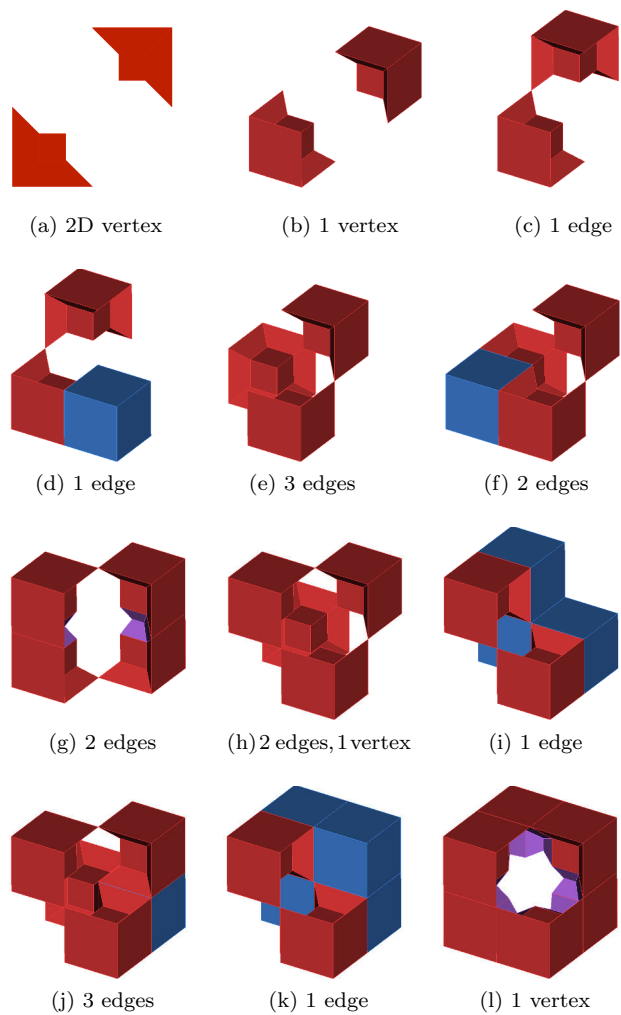 (a) 2D vertex
(b) 1 vertex
(c) 1 edge
(d) 1 edge
(e) 3 edges
(f) 2 edges
(g) 2 edges
(h) 2 edges, 1 vertex
(i) 1 edge
(j) 3 edges
(k) 1 edge
(l) 1 vertex